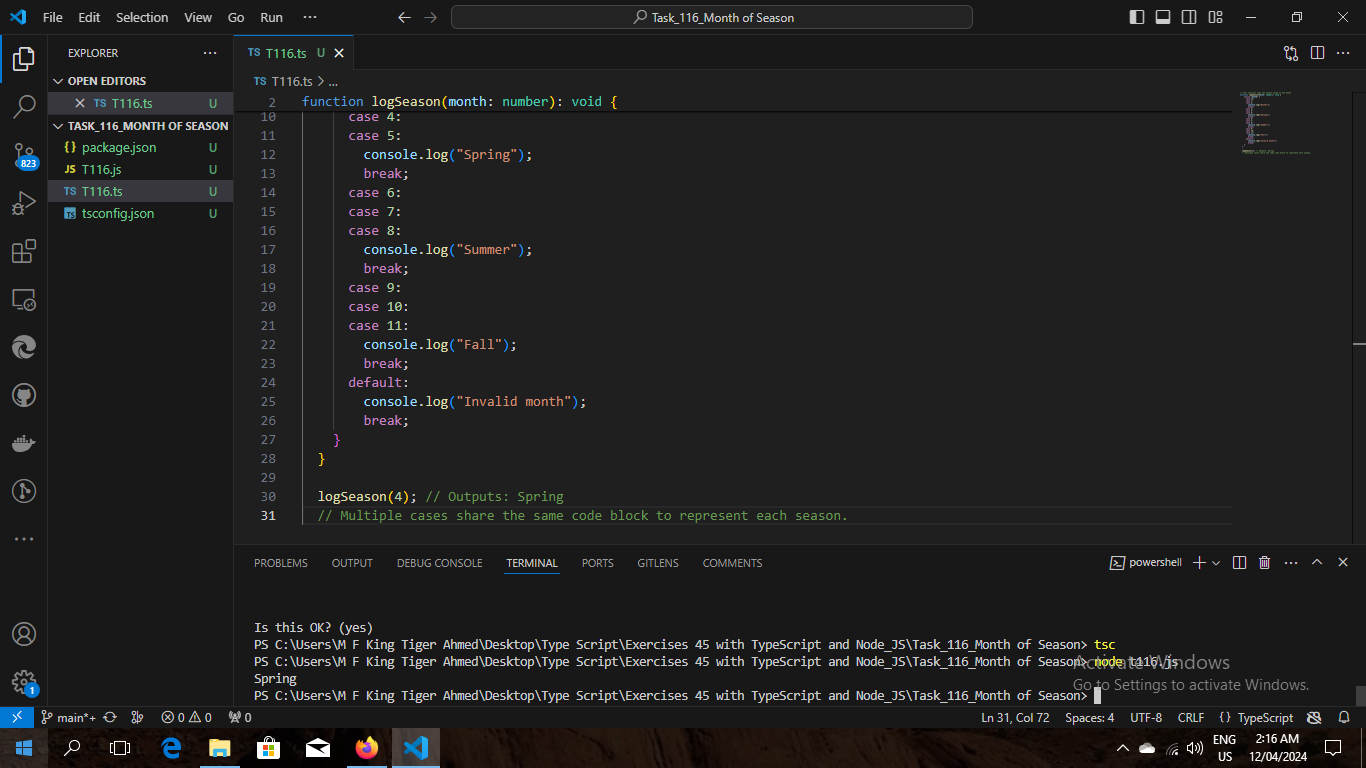 File Edit Selection View Go Run ···
Task_116_Month of Season
EXPLORER ···
OPEN EDITORS
TS T116.ts U
TASK_116_MONTH OF SEASON
{} package.json U
JS T116.js U
TS T116.ts U
TS tsconfig.json U
823
1
TS T116.ts U
TS T116.ts > ...
2 function logSeason(month: number): void {
10 case 4:
11 case 5:
12 console.log("Spring");
13 break;
14 case 6:
15 case 7:
16 case 8:
17 console.log("Summer");
18 break;
19 case 9:
20 case 10:
21 case 11:
22 console.log("Fall");
23 break;
24 default:
25 console.log("Invalid month");
26 break;
27 }
28 }
29
30 logSeason(4); // Outputs: Spring
31 // Multiple cases share the same code block to represent each season.
PROBLEMS OUTPUT DEBUG CONSOLE TERMINAL PORTS GITLENS COMMENTS powershell
Is this OK? (yes)
PS C:\Users\M F King Tiger Ahmed\Desktop\Type Script\Exercises 45 with TypeScript and Node_JS\Task_116_Month of Season> tsc
PS C:\Users\M F King Tiger Ahmed\Desktop\Type Script\Exercises 45 with TypeScript and Node_JS\Task_116_Month of Season> node t116.js
Spring
PS C:\Users\M F King Tiger Ahmed\Desktop\Type Script\Exercises 45 with TypeScript and Node_JS\Task_116_Month of Season>
Activate Windows
Go to Settings to activate Windows.
main*+ 0 0 0 Ln 31, Col 72 Spaces: 4 UTF-8 CRLF {} TypeScript
ENG
US
2:16 AM
12/04/2024